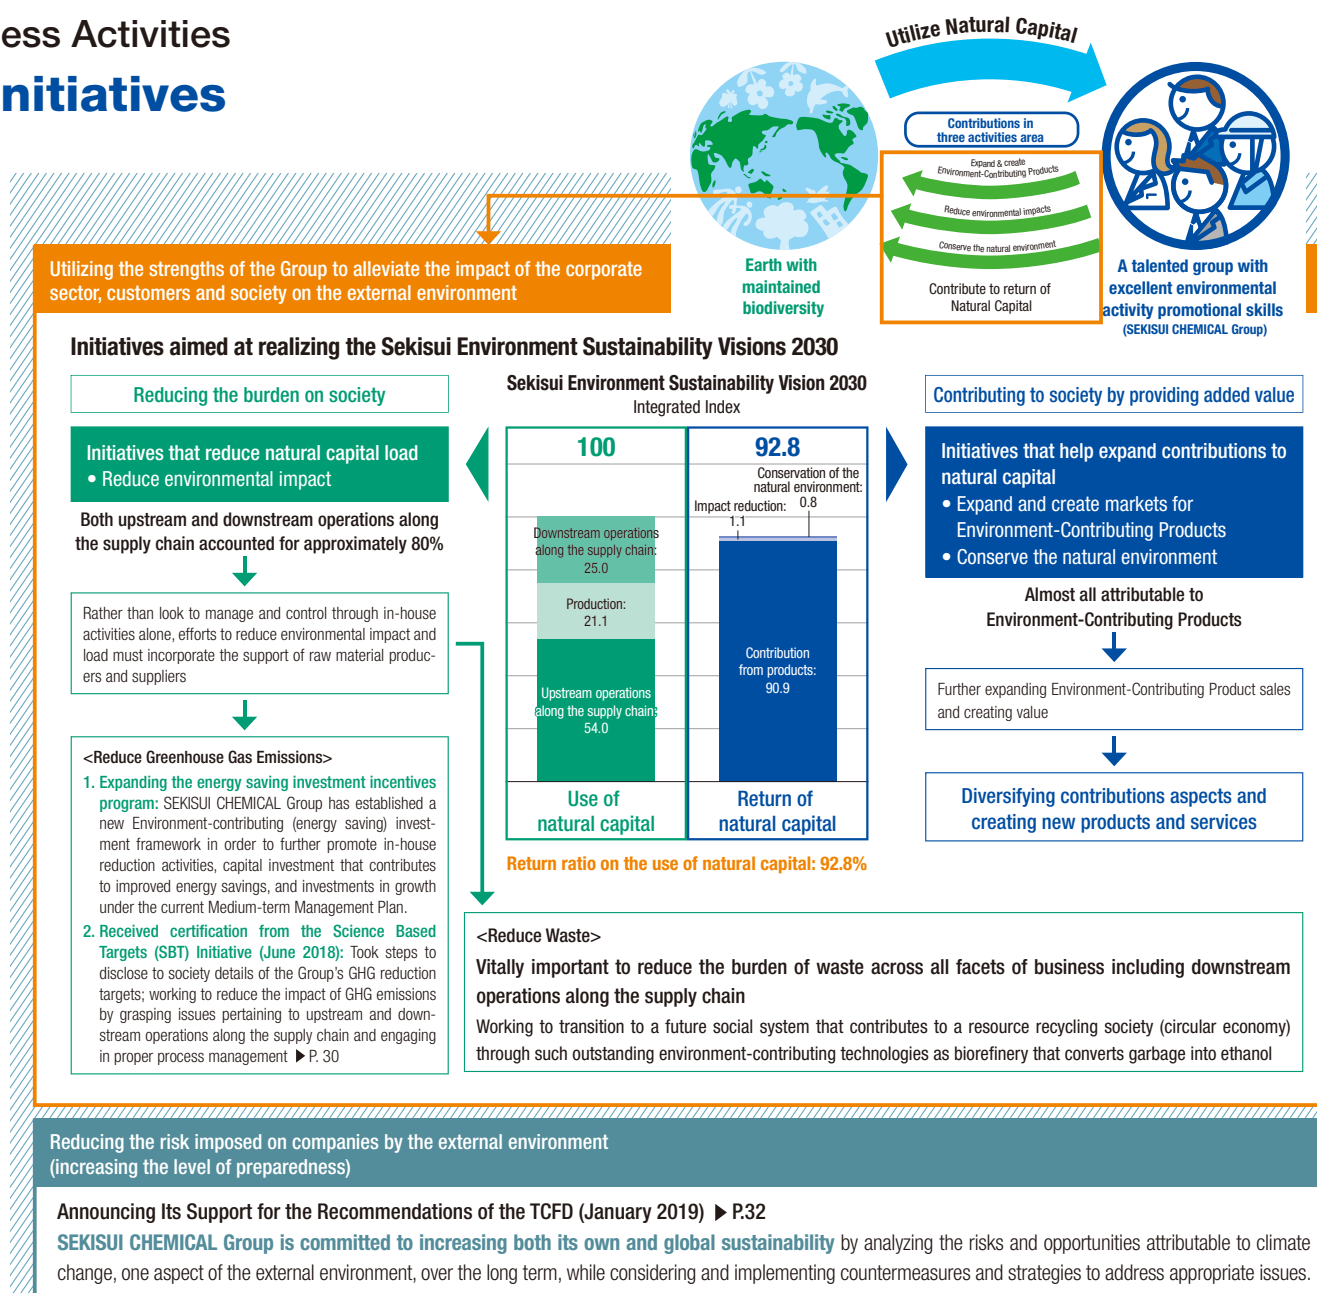 ess Activities
nitiatives
Utilize Natural Capital
Contributions in
three activities area
Expand & create
Environment-Contributing Products
Reduce environmental impacts
Conserve the natural environment
Contribute to return of
Natural Capital
Earth with
maintained
biodiversity
A talented group with
excellent environmental
activity promotional skills
(SEKISUI CHEMICAL Group)
Utilizing the strengths of the Group to alleviate the impact of the corporate
sector, customers and society on the external environment
Initiatives aimed at realizing the Sekisui Environment Sustainability Visions 2030
Reducing the burden on society
Initiatives that reduce natural capital load
• Reduce environmental impact
Both upstream and downstream operations along
the supply chain accounted for approximately 80%
Rather than look to manage and control through in-house
activities alone, efforts to reduce environmental impact and
load must incorporate the support of raw material produc-
ers and suppliers
<Reduce Greenhouse Gas Emissions>
1. Expanding the energy saving investment incentives
program: SEKISUI CHEMICAL Group has established a
new Environment-contributing (energy saving) invest-
ment framework in order to further promote in-house
reduction activities, capital investment that contributes
to improved energy savings, and investments in growth
under the current Medium-term Management Plan.
2. Received certification from the Science Based
Targets (SBT) Initiative (June 2018): Took steps to
disclose to society details of the Group's GHG reduction
targets; working to reduce the impact of GHG emissions
by grasping issues pertaining to upstream and down-
stream operations along the supply chain and engaging
in proper process management ▶P. 30
Sekisui Environment Sustainability Vision 2030
Integrated Index
100
92.8
Conservation of the
natural environment:
0.8
Impact reduction:
1.1
Downstream operations
along the supply chain:
25.0
Production:
21.1
Upstream operations
along the supply chain:
54.0
Contribution
from products:
90.9
Use of
natural capital
Return of
natural capital
Return ratio on the use of natural capital: 92.8%
Contributing to society by providing added value
Initiatives that help expand contributions to
natural capital
• Expand and create markets for
Environment-Contributing Products
• Conserve the natural environment
Almost all attributable to
Environment-Contributing Products
Further expanding Environment-Contributing Product sales
and creating value
Diversifying contributions aspects and
creating new products and services
<Reduce Waste>
Vitally important to reduce the burden of waste across all facets of business including downstream
operations along the supply chain
Working to transition to a future social system that contributes to a resource recycling society (circular economy)
through such outstanding environment-contributing technologies as biorefinery that converts garbage into ethanol
Reducing the risk imposed on companies by the external environment
(increasing the level of preparedness)
Announcing Its Support for the Recommendations of the TCFD (January 2019) ▶P.32
SEKISUI CHEMICAL Group is committed to increasing both its own and global sustainability by analyzing the risks and opportunities attributable to climate
change, one aspect of the external environment, over the long term, while considering and implementing countermeasures and strategies to address appropriate issues.